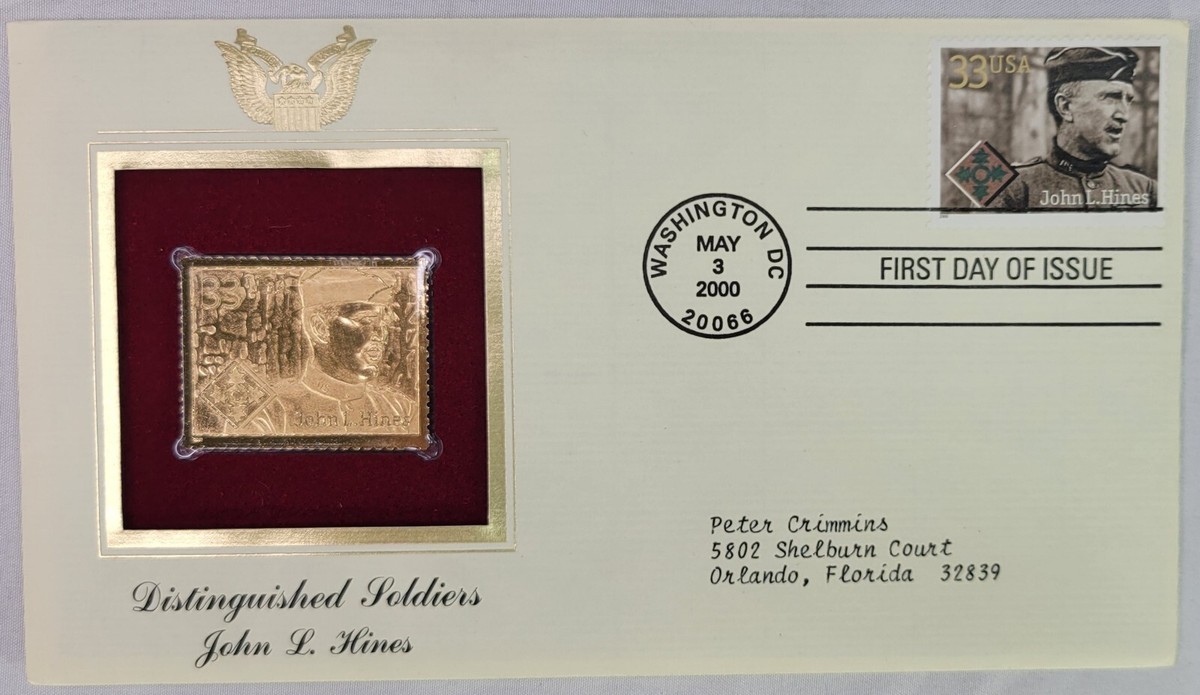 33USA
John L. Hines
WASHINGTON DC
MAY
3
2000
20066
FIRST DAY OF ISSUE
33
John L. Hines
Peter Crimmins
5802 Shelburn Court
Orlando, Florida 32839
Distinguished Soldiers
John L. Hines